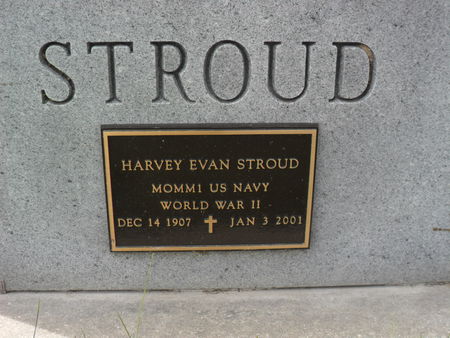 STROUD
HARVEY EVAN STROUD
MOMM1 US NAVY
WORLD WAR II
DEC 14 1907 ✝ JAN 3 2001